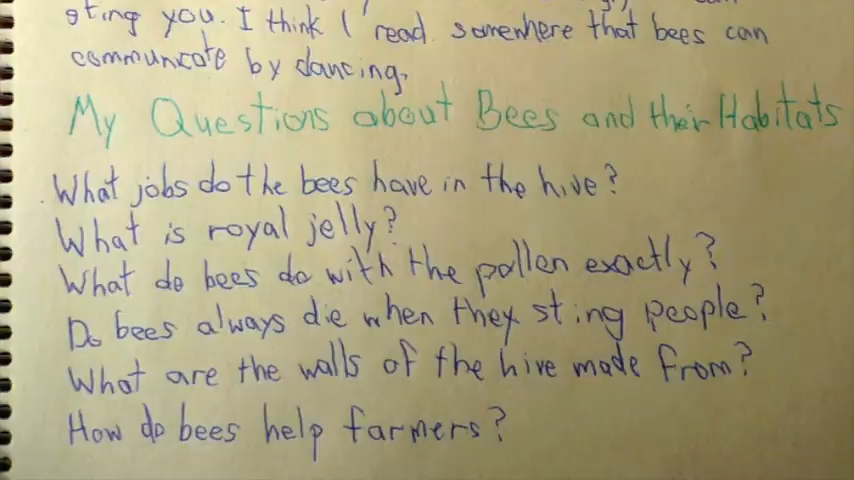 sting you. I think I read somewhere that bees can
communicate by dancing.
My Questions about Bees and their Habitats
What jobs do the bees have in the hive?
What is royal jelly?
What do bees do with the pollen exactly?
Do bees always die when they sting people?
What are the walls of the hive made from?
How do bees help farmers?